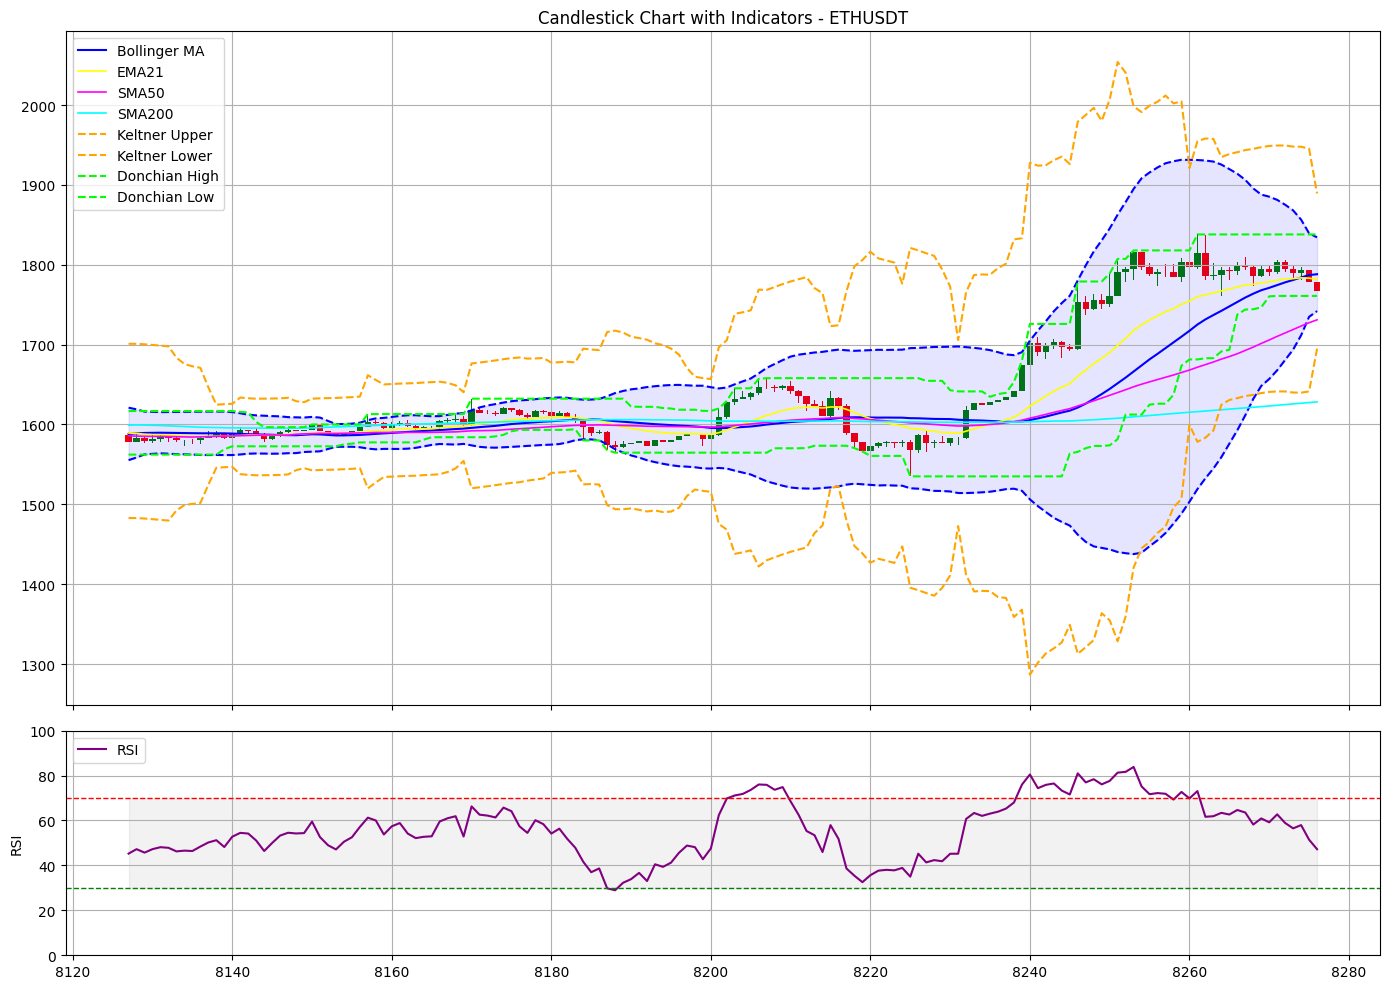 Candlestick Chart with Indicators - ETHUSDT
Bollinger MA
EMA21
SMA50
SMA200
Keltner Upper
Keltner Lower
Donchian High
Donchian Low
2000
1900
1800
1700
1600
1500
1400
1300
RSI
100
80
60
40
20
0
RSI
8120 8140 8160 8180 8200 8220 8240 8260 8280